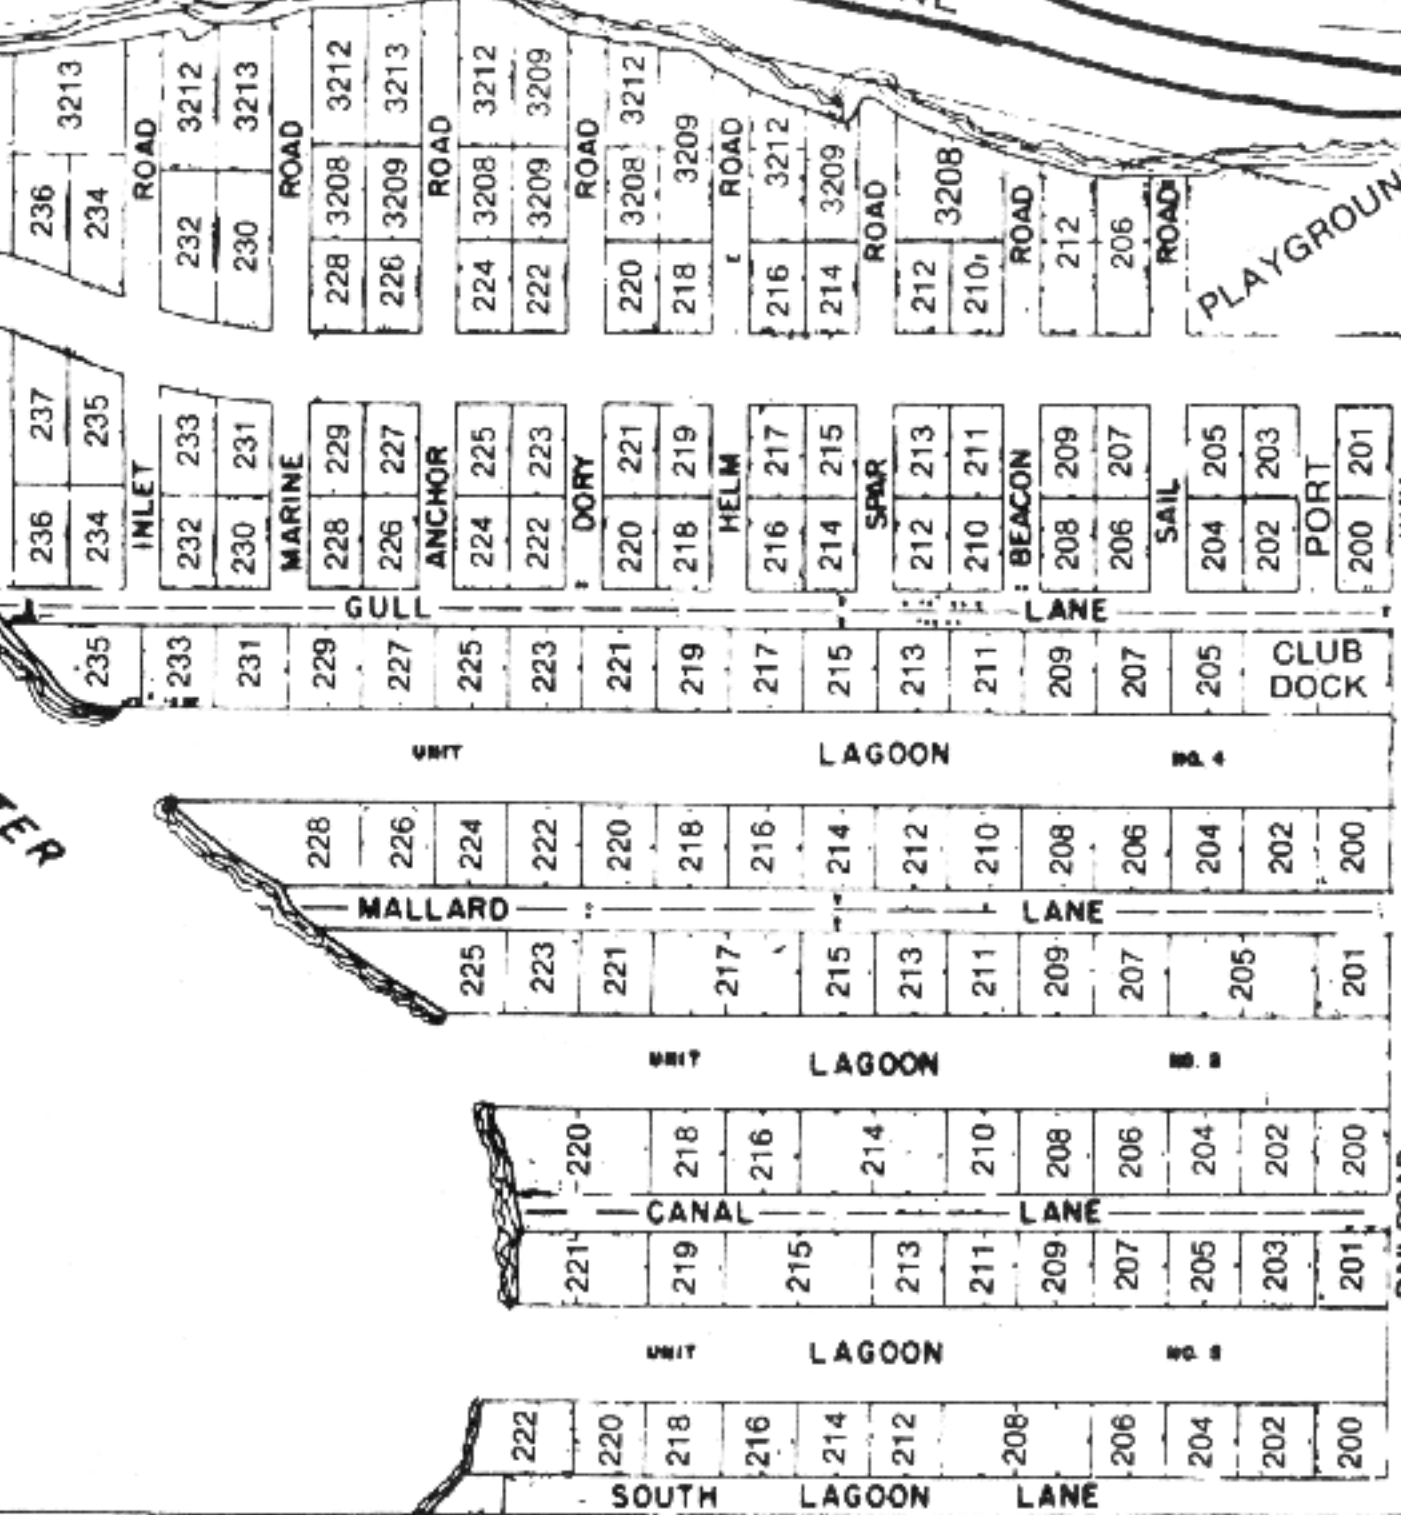 3213 3212 3213 3212 3213 3212 3209 3212 3209 3212 3209 3208
ROAD ROAD ROAD ROAD ROAD ROAD ROAD ROAD
236 234 232 230 3208 3209 3208 3209 3208 212 206
PLAYGROUN
228 226 224 222 220 218 216 214 212 210
237 235 233 231 229 227 225 223 221 219 217 215 213 211 209 207 205 203 201
INLET MARINE ANCHOR DORY HELM SPAR BEACON SAIL PORT
236 234 232 230 228 226 224 222 220 218 216 214 212 210 208 206 204 202 200
GULL LANE
235 233 231 229 227 225 223 221 219 217 215 213 211 209 207 205 CLUB
DOCK
UNIT LAGOON NO. 4
TER
228 226 224 222 220 218 216 214 212 210 208 206 204 202 200
MALLARD LANE
225 223 221 217 215 213 211 209 207 205 201
UNIT LAGOON NO.
220 218 216 214 210 208 206 204 202 200
CANAL LANE
221 219 215 213 211 209 207 205 203 201
UNIT LAGOON NO.
222 220 218 216 214 212 208 206 204 202 200
SOUTH LAGOON LANE